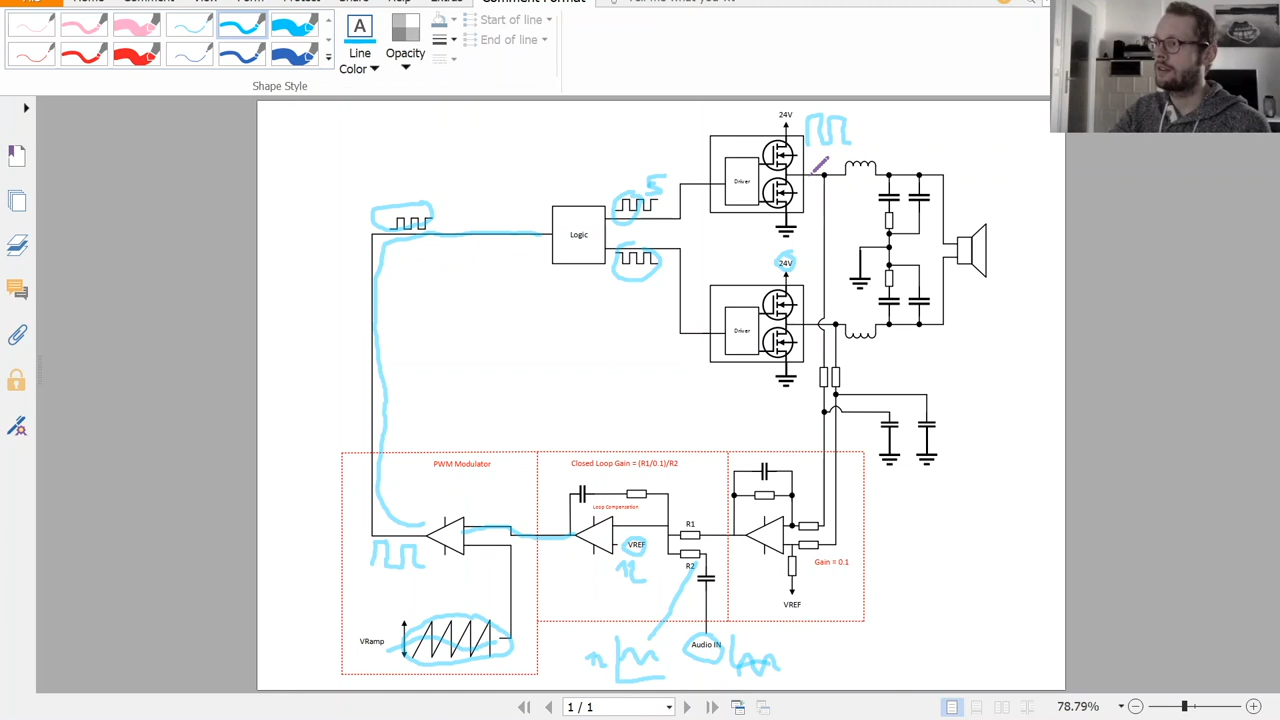 Start of line
End of line
A
Line
Color
Opacity
Shape Style
24V
Driver
5
Logic
24V
Driver
PWM Modulator
Closed Loop Gain = (R1/0.1)/R2
Loop Compensation
R1
VREF
R2
Gain = 0.1
VREF
VRamp
Audio IN
1 / 1
78.79%